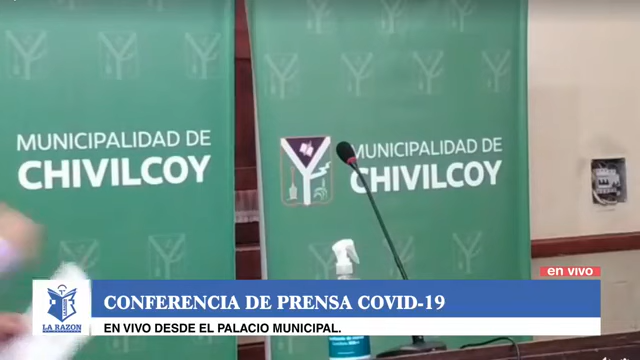 MUNICIPALIDAD DE
CHIVILCOY
MUNICIPALIDAD DE
CHIVILCOY
en vivo
CONFERENCIA DE PRENSA COVID-19
EN VIVO DESDE EL PALACIO MUNICIPAL.
LA RAZON